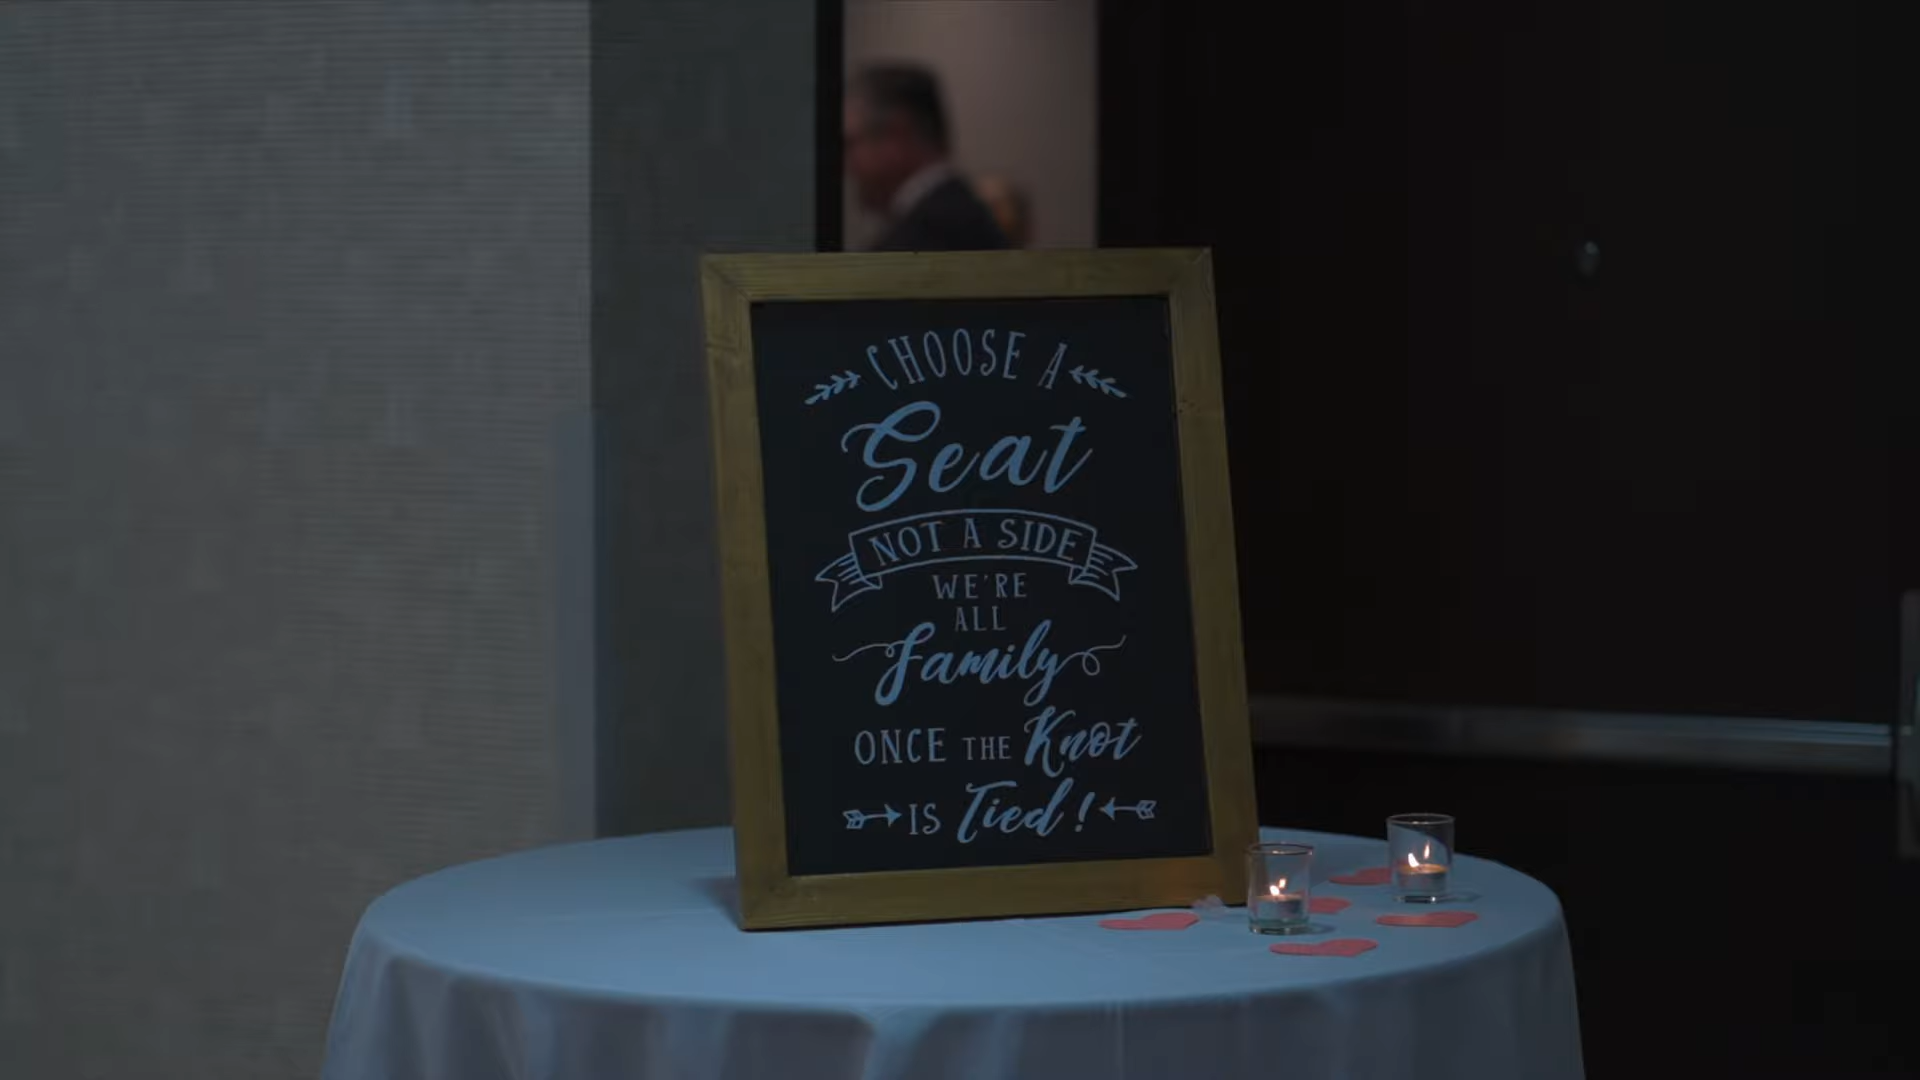 CHOOSE A
Seat
NOT A SIDE
WE'RE
ALL
Family
ONCE THE Knot
IS Tied!